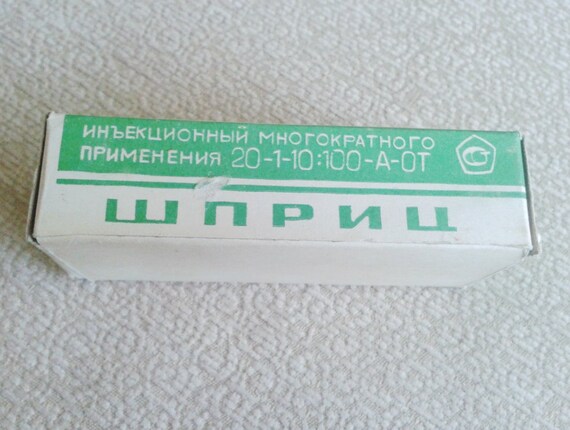 ИНЪЕКЦИОННЫЙ МНОГОКРАТНОГО
ПРИМЕНЕНИЯ 20-1-10:100-А-ОТ
ШПРИЦ